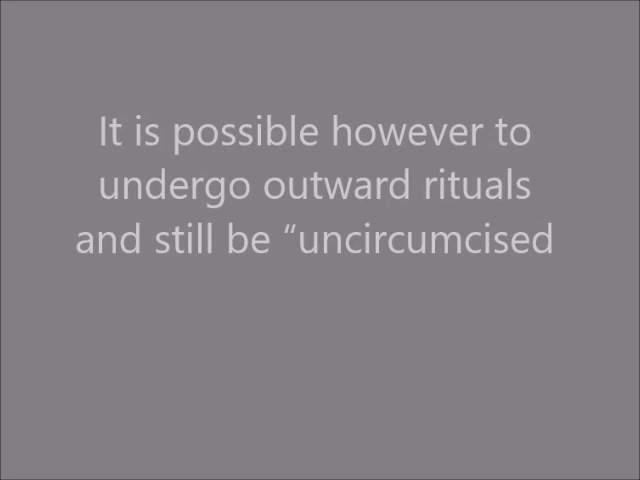 It is possible however to
undergo outward rituals
and still be “uncircumcised